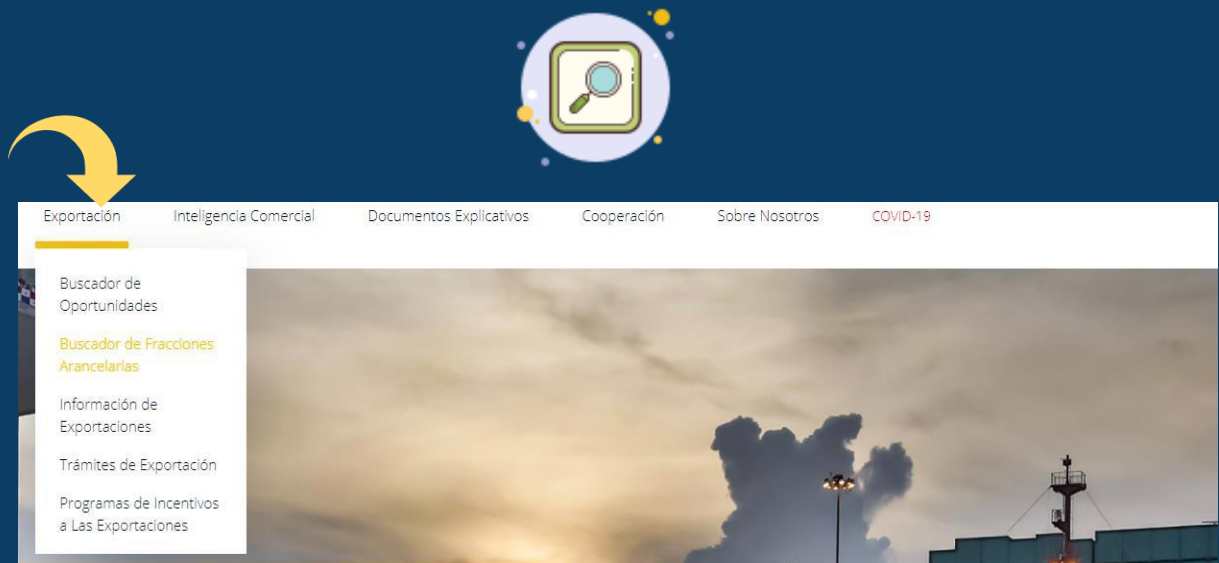 Exportación Inteligencia Comercial Documentos Explicativos Cooperación Sobre Nosotros COVID-19
Buscador de
Oportunidades
Buscador de Fracciones
Arancelarias
Información de
Exportaciones
Trámites de Exportación
Programas de Incentivos
a Las Exportaciones